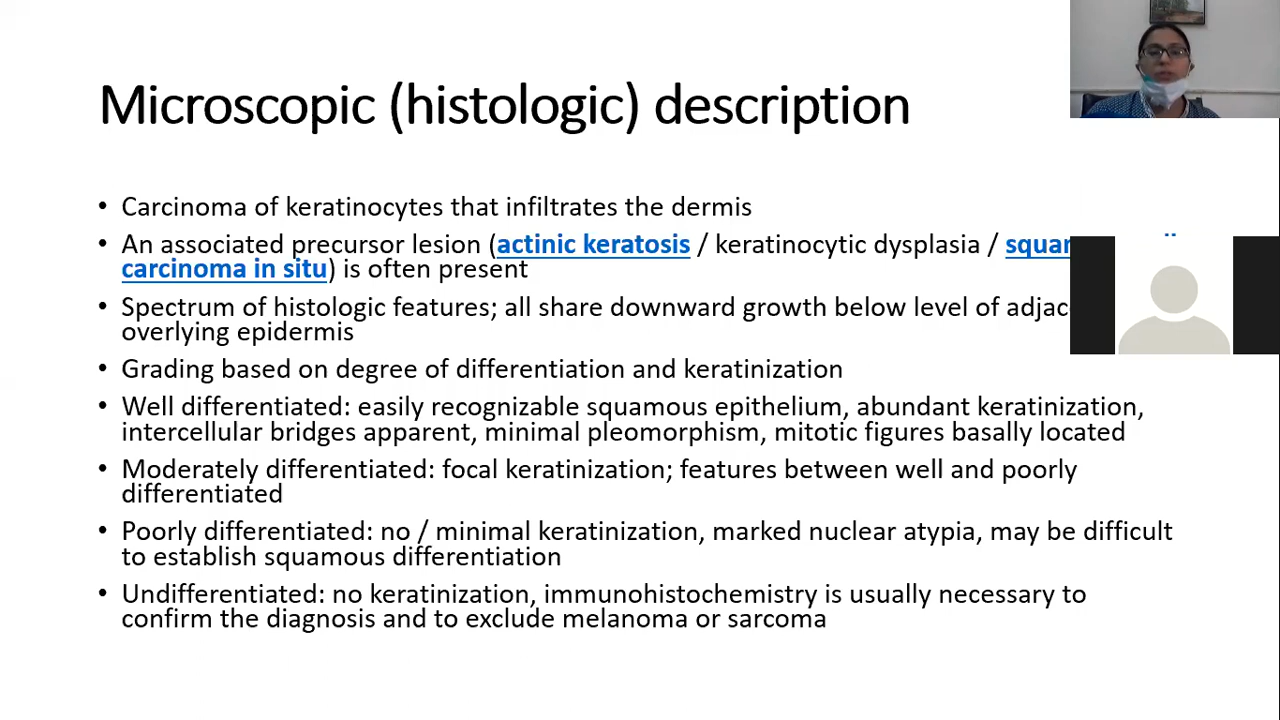 Microscopic (histologic) description
• Carcinoma of keratinocytes that infiltrates the dermis
• An associated precursor lesion (actinic keratosis / keratinocytic dysplasia /
carcinoma in situ) is often present
• Spectrum of histologic features; all share downward growth below level of
overlying epidermis
• Grading based on degree of differentiation and keratinization
• Well differentiated: easily recognizable squamous epithelium, abundant keratinization,
intercellular bridges apparent, minimal pleomorphism, mitotic figures basally located
• Moderately differentiated: focal keratinization; features between well and poorly
differentiated
• Poorly differentiated: no / minimal keratinization, marked nuclear atypia, may be difficult
to establish squamous differentiation
• Undifferentiated: no keratinization, immunohistochemistry is usually necessary to
confirm the diagnosis and to exclude melanoma or sarcoma